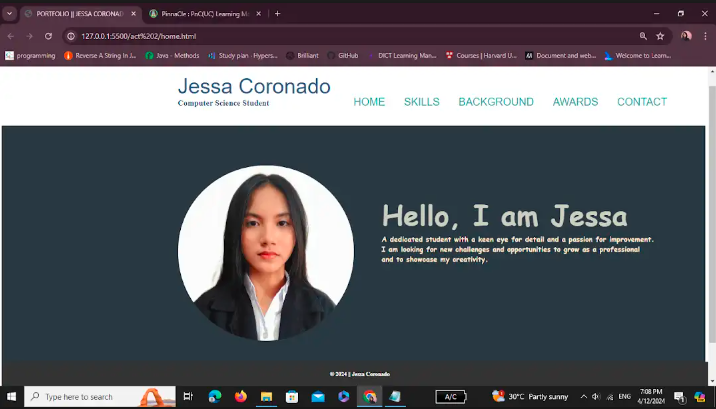 PORTFOLIO || JESSA CORONAD
PinnaCle : PnC(UC) Learning M
127.0.0.1:5500/act%202/home.html
programming
Reverse A String In J...
Java - Methods
Study plan · Hypers...
Brilliant
GitHub
DICT Learning Man...
Courses | Harvard U...
Document and web...
Welcome to Learn...
Jessa Coronado
Computer Science Student
HOME SKILLS BACKGROUND AWARDS CONTACT
Hello, I am Jessa
A dedicated student with a keen eye for detail and a passion for improvement.
I am looking for new challenges and opportunities to grow as a professional
and to showcase my creativity.
© 2024 || Jessa Coronado
Type here to search
A/C
30°C Partly sunny
ENG
7:08 PM
4/12/2024